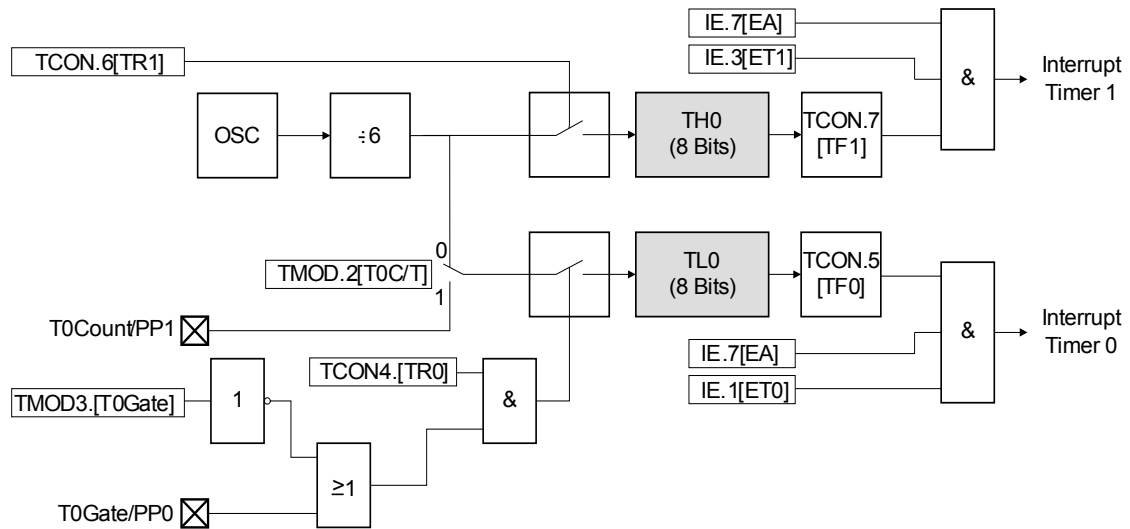 IE.7[EA]
TCON.6[TR1]
IE.3[ET1]
&
Interrupt
Timer 1
OSC
÷6
TH0
(8 Bits)
TCON.7
[TF1]
0
TMOD.2[T0C/T]
1
TL0
(8 Bits)
TCON.5
[TF0]
T0Count/PP1
&
Interrupt
Timer 0
IE.7[EA]
TCON4.[TR0]
IE.1[ET0]
TMOD3.[T0Gate]
1
&
≥1
T0Gate/PP0